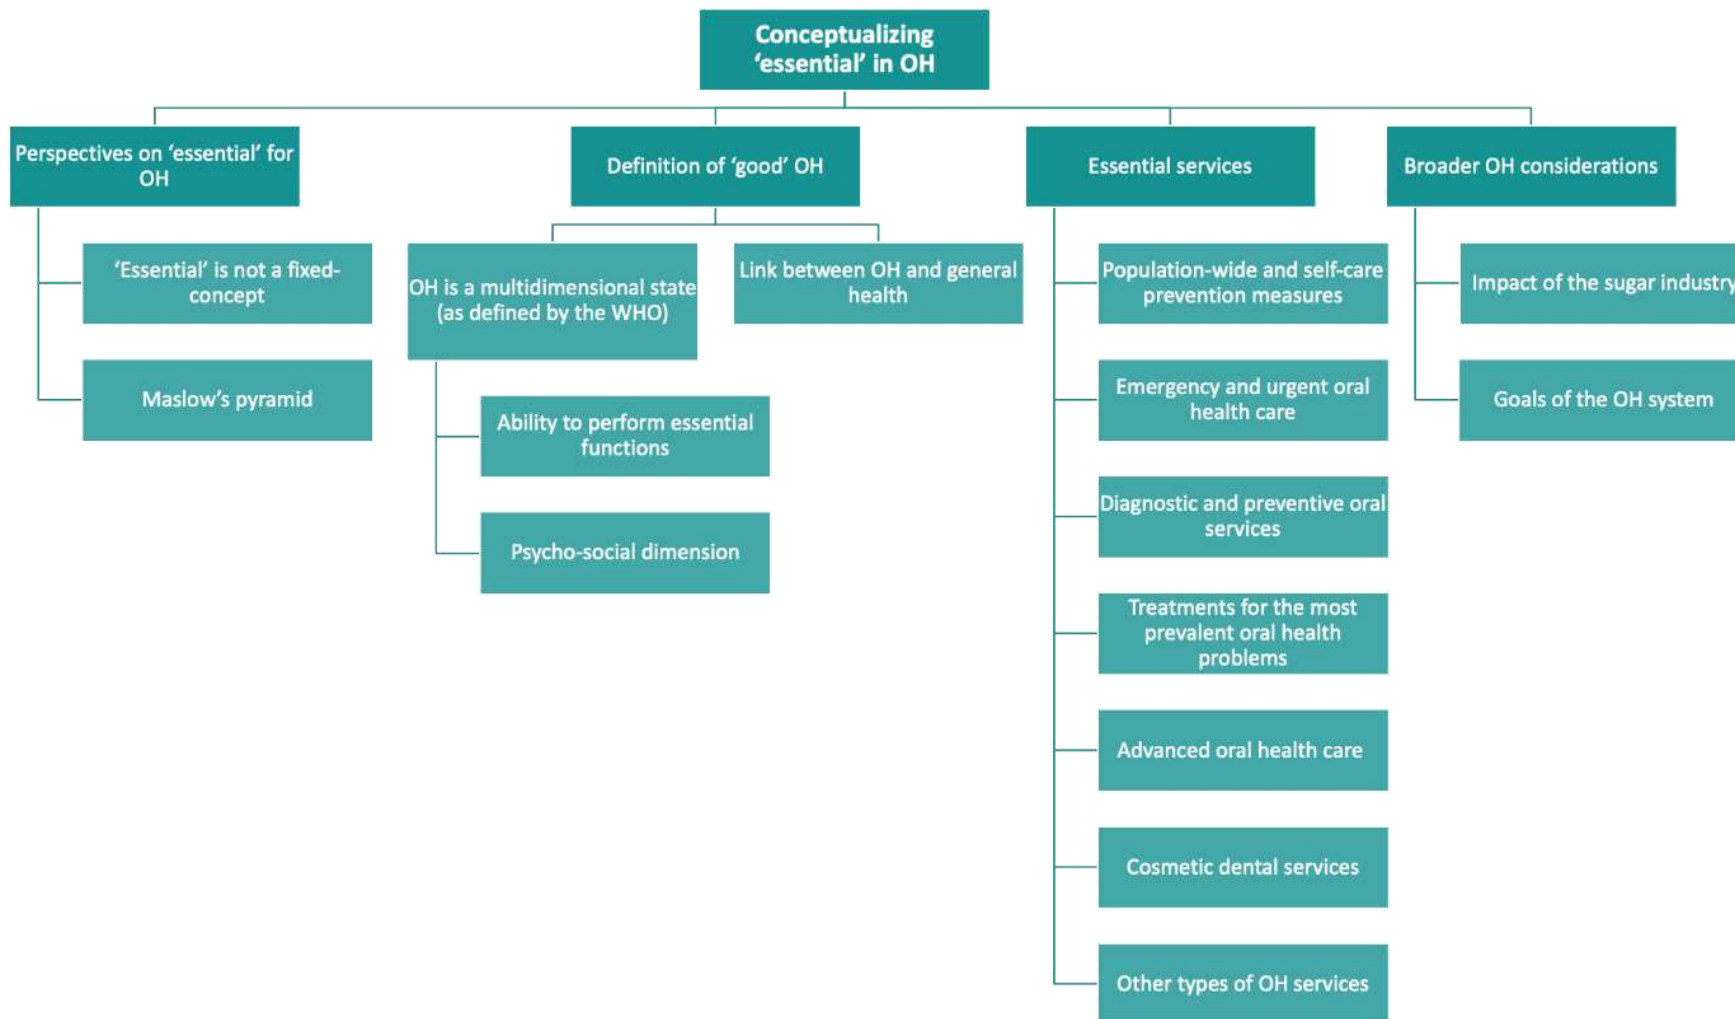 Conceptualizing
‘essential’ in OH
Perspectives on ‘essential’ for
OH
‘Essential’ is not a fixed-
concept
Maslow’s pyramid
Definition of ‘good’ OH
OH is a multidimensional state
(as defined by the WHO)
Ability to perform essential
functions
Psycho-social dimension
Link between OH and general
health
Essential services
Population-wide and self-care
prevention measures
Emergency and urgent oral
health care
Diagnostic and preventive oral
services
Treatments for the most
prevalent oral health
problems
Advanced oral health care
Cosmetic dental services
Other types of OH services
Broader OH considerations
Impact of the sugar industry
Goals of the OH system